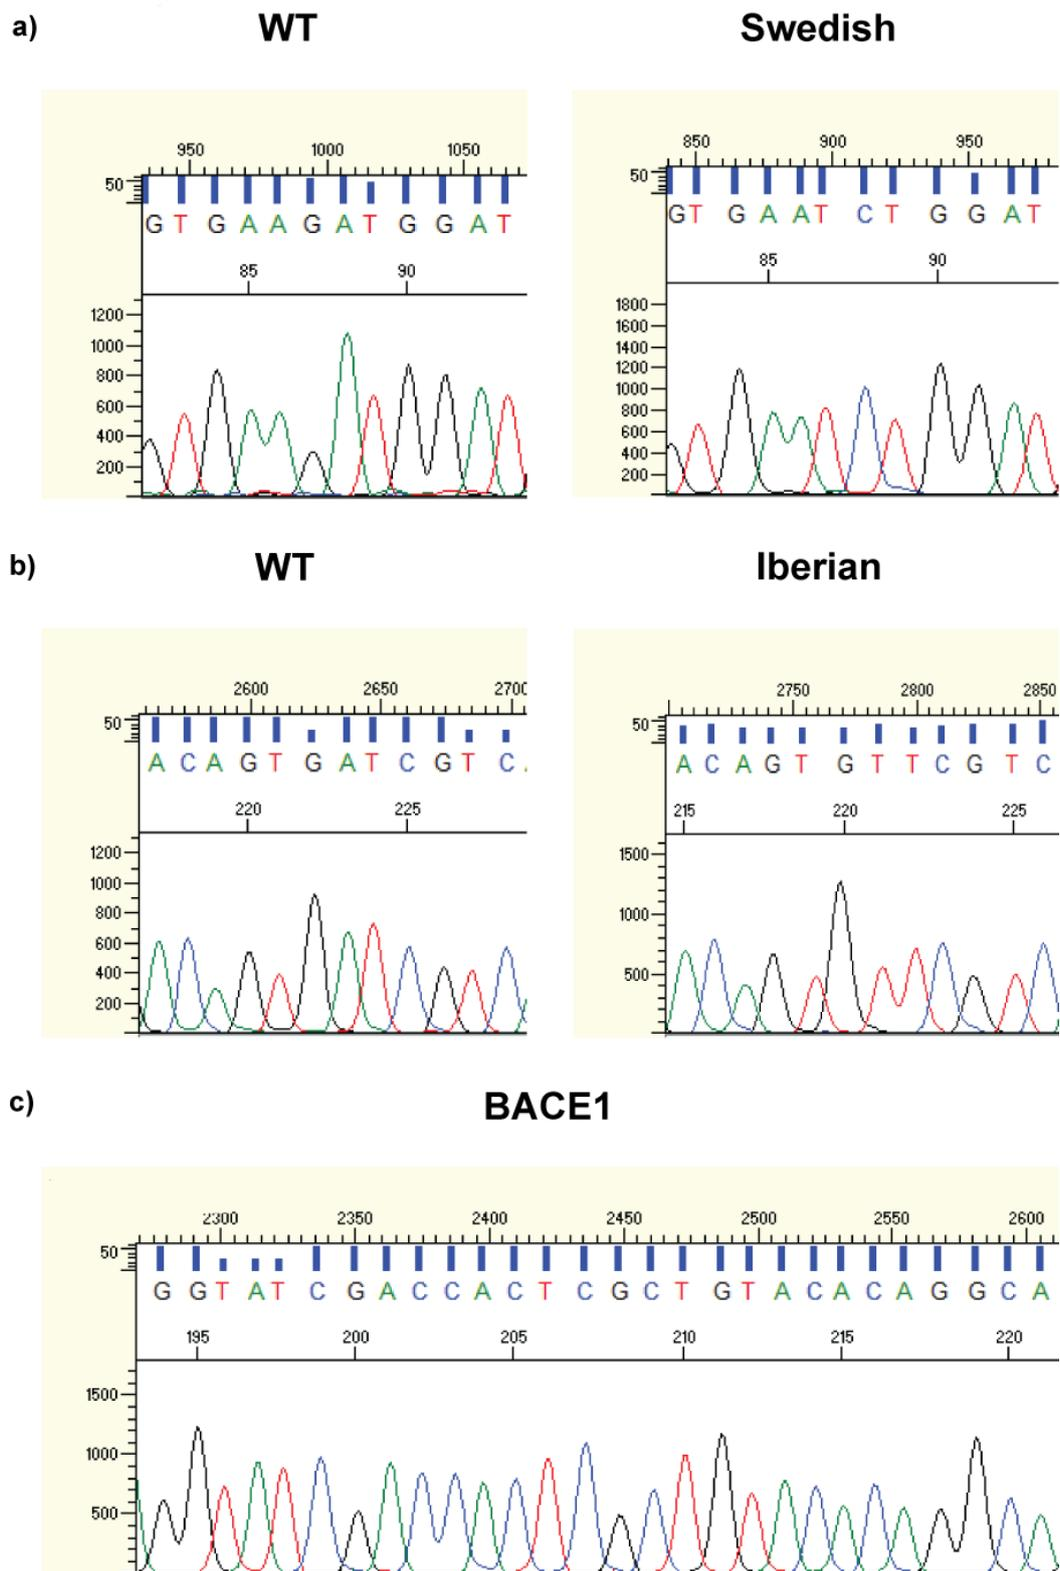 a)
WT
Swedish
950 1000 1050
50
G T G A A G A T G G A T
85 90
1200
1000
800
600
400
200
850 900 950
50
G T G A A T C T G G A T
85 90
1800
1600
1400
1200
1000
800
600
400
200
b)
WT
Iberian
2600 2650 2700
50
A C A G T G A T C G T C
220 225
1200
1000
800
600
400
200
2750 2800 2850
50
A C A G T G T T C G T C
215 220 225
1500
1000
500
c)
BACE1
2300 2350 2400 2450 2500 2550 2600
50
G G T A T C G A C C A C T C G C T G T A C A C A G G C A
195 200 205 210 215 220
1500
1000
500